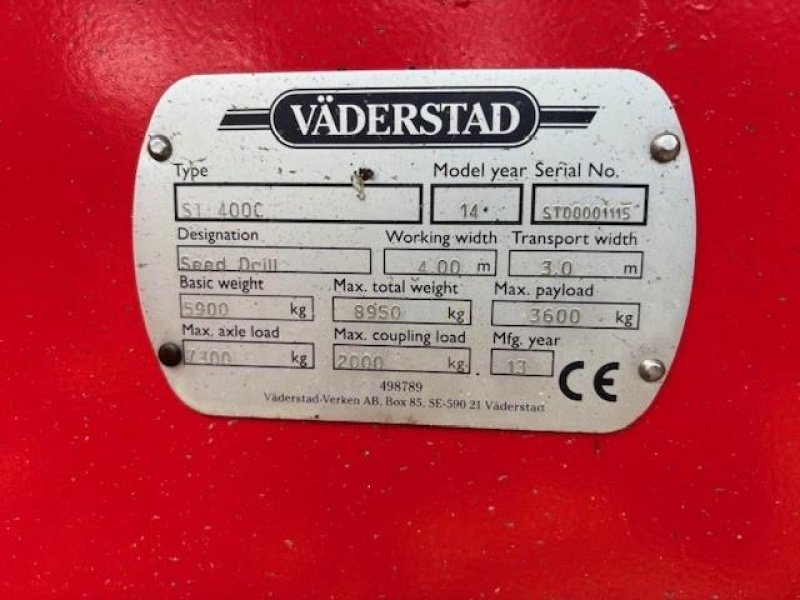 VÄDERSTAD
Type Model year Serial No.
ST 400C 14 ST00001115
Designation Working width Transport width
Seed Drill 4.00 m 3.0 m
Basic weight Max. total weight Max. payload
5900 kg 8950 kg 3600 kg
Max. axle load Max. coupling load Mfg. year
7300 kg 2000 kg 13 CE
498789
Väderstad-Verken AB, Box 85, SE-590 21 Väderstad